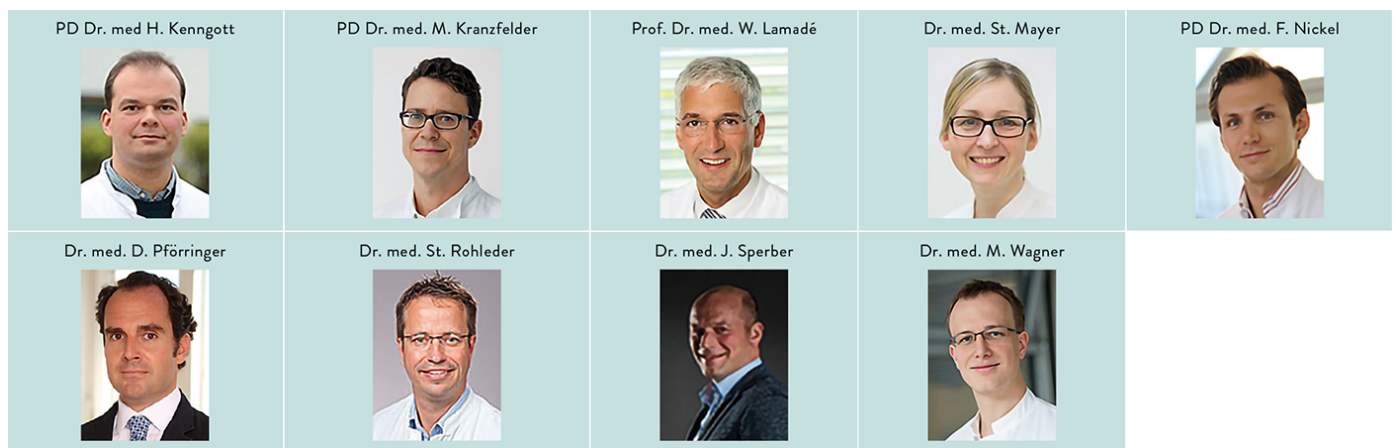 PD Dr. med H. Kenngott
PD Dr. med. M. Kranzfelder
Prof. Dr. med. W. Lamadé
Dr. med. St. Mayer
PD Dr. med. F. Nickel
Dr. med. D. Pförringer
Dr. med. St. Rohleder
Dr. med. J. Sperber
Dr. med. M. Wagner